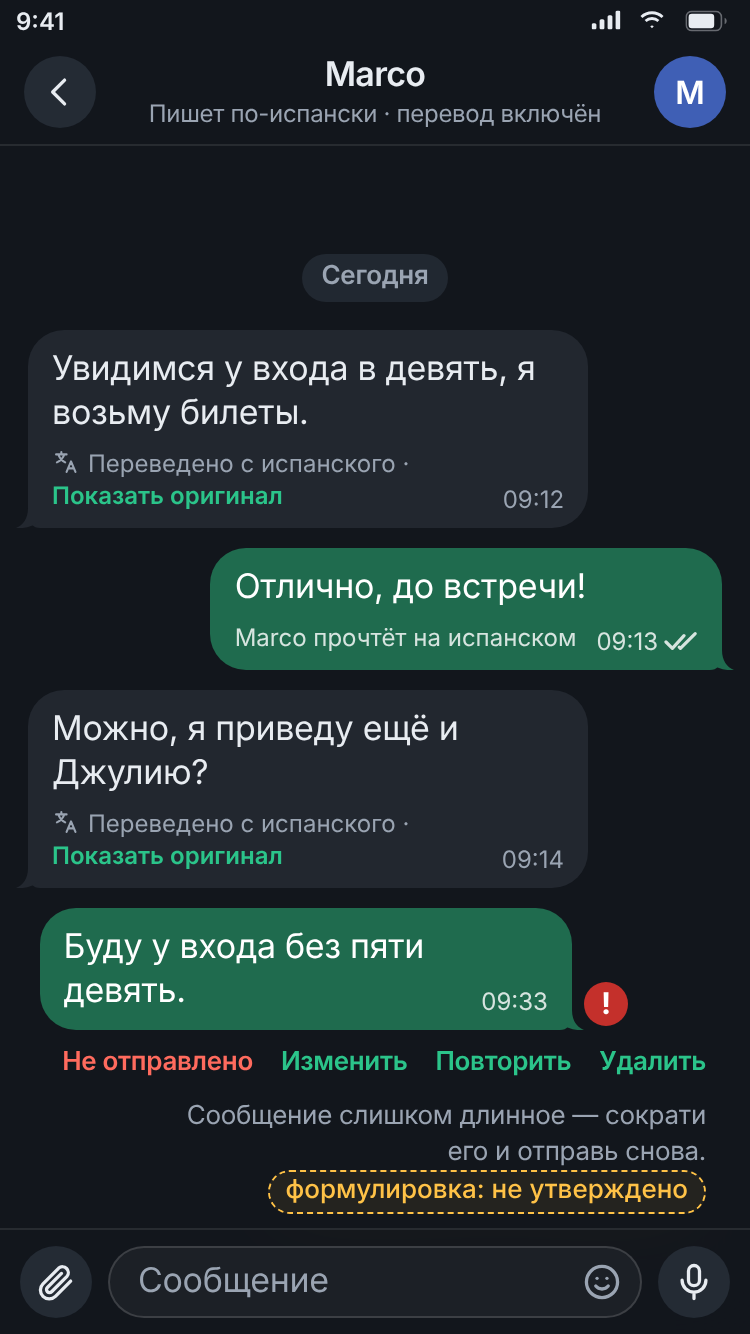 9:41
Marco
Пишет по-испански · перевод включён
M
Сегодня
Увидимся у входа в девять, я
возьму билеты.
Переведено с испанского ·
Показать оригинал
09:12
Отлично, до встречи!
Marco прочтёт на испанском 09:13
Можно, я приведу ещё и
Джулию?
Переведено с испанского ·
Показать оригинал
09:14
Буду у входа без пяти
девять.
09:33
!
Не отправлено Изменить Повторить Удалить
Сообщение слишком длинное — сократи
его и отправь снова.
формулировка: не утверждено
Сообщение